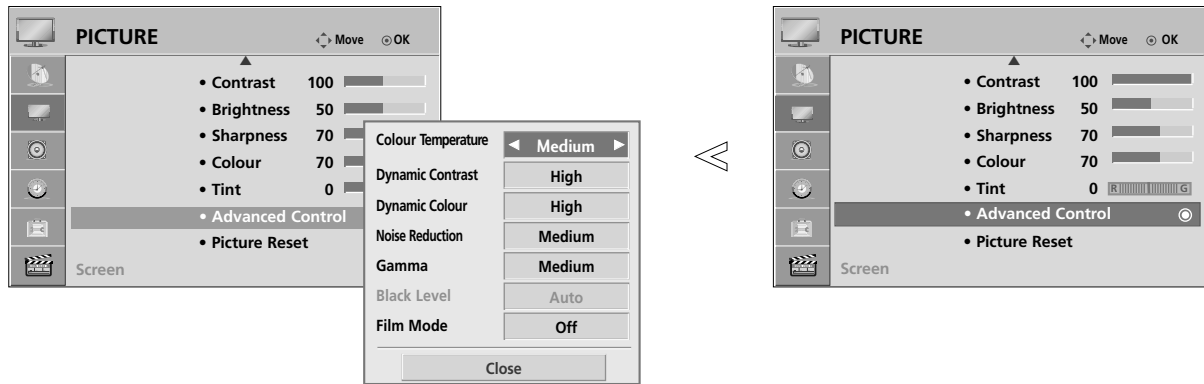 PICTURE Move OK
• Contrast 100
• Brightness 50
• Sharpness 70
• Colour 70
• Tint 0
• Advanced Control
• Picture Reset
Screen
Colour Temperature Medium
Dynamic Contrast High
Dynamic Colour High
Noise Reduction Medium
Gamma Medium
Black Level Auto
Film Mode Off
Close
PICTURE Move OK
• Contrast 100
• Brightness 50
• Sharpness 70
• Colour 70
• Tint 0 R G
• Advanced Control
• Picture Reset
Screen